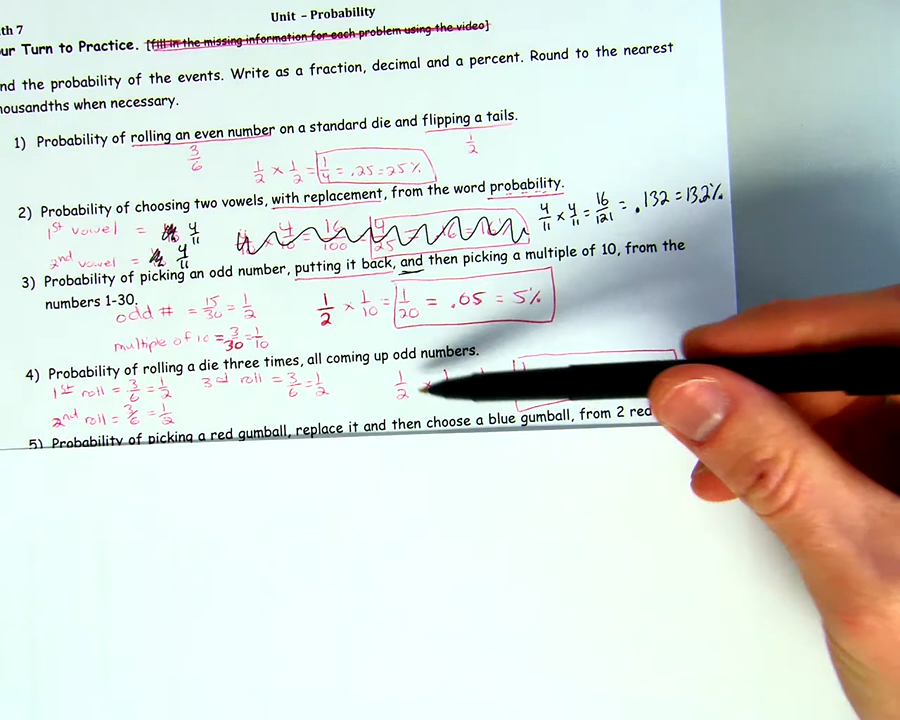 th 7
Unit – Probability
ur Turn to Practice. [fill in the missing information for each problem using the video]
nd the probability of the events. Write as a fraction, decimal and a percent. Round to the nearest
housandths when necessary.
1) Probability of rolling an even number on a standard die and flipping a tails.
3/6 1/2
1/2 × 1/2 = 1/4 = .25 = 25%
2) Probability of choosing two vowels, with replacement, from the word probability.
1st vowel = 4/11 4/10 = 16/100 = 4/25 4/11 × 4/11 = 16/121 = .132 = 13.2%
2nd vowel = 4/11
3) Probability of picking an odd number, putting it back, and then picking a multiple of 10, from the
numbers 1-30.
odd # = 15/30 = 1/2 1/2 × 1/10 = 1/20 = .05 = 5%
multiple of 10 = 3/30 = 1/10
4) Probability of rolling a die three times, all coming up odd numbers.
1st roll = 3/6 = 1/2 3rd roll = 3/6 = 1/2 1/2 ×
2nd roll = 3/6 = 1/2
5) Probability of picking a red gumball, replace it and then choose a blue gumball, from 2 red